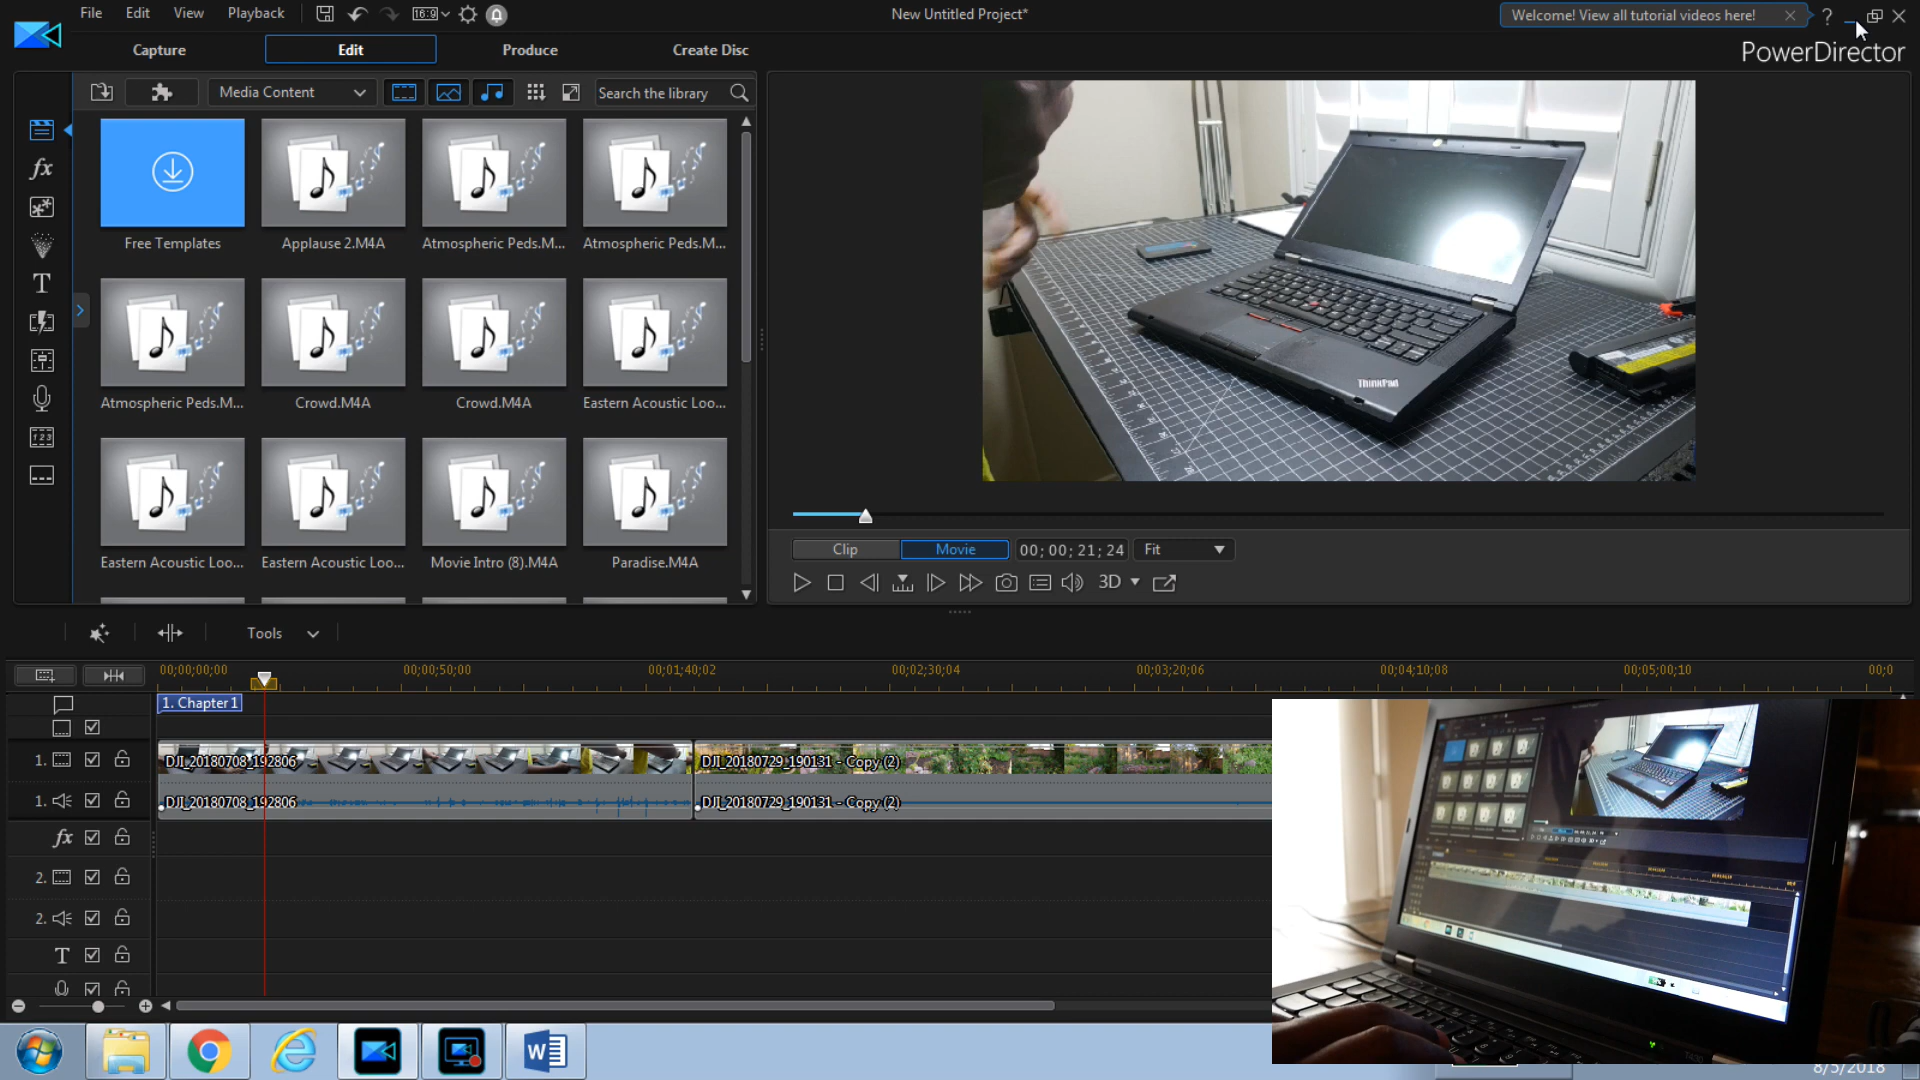 File Edit View Playback
16:9
New Untitled Project*
Welcome! View all tutorial videos here!
?
PowerDirector
Capture
Edit
Produce
Create Disc
Media Content
Search the library
Free Templates
Applause 2.M4A
Atmospheric Peds.M...
Atmospheric Peds.M...
Atmospheric Peds.M...
Crowd.M4A
Crowd.M4A
Eastern Acoustic Loo...
Eastern Acoustic Loo...
Eastern Acoustic Loo...
Movie Intro (8).M4A
Paradise.M4A
fx
T
ThinkPad
Clip
Movie
00; 00; 21; 24
Fit
3D
Tools
00;00;00;00
00;00;50;00
00;01;40;02
00;02;30;04
00;03;20;06
00;04;10;08
00;05;00;10
00;0
1. Chapter 1
1.
DJI_20180708_192806
DJI_20180729_190131 - Copy (2)
1.
DJI_20180708_192806
DJI_20180729_190131 - Copy (2)
fx
2.
2.
T
W
8/5/2018